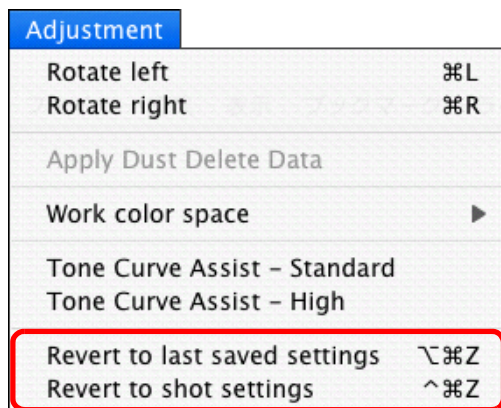 Adjustment
Rotate left ⌘L
Rotate right ⌘R
Apply Dust Delete Data
Work color space ▶
Tone Curve Assist – Standard
Tone Curve Assist – High
Revert to last saved settings ⌥⌘Z
Revert to shot settings ^⌘Z